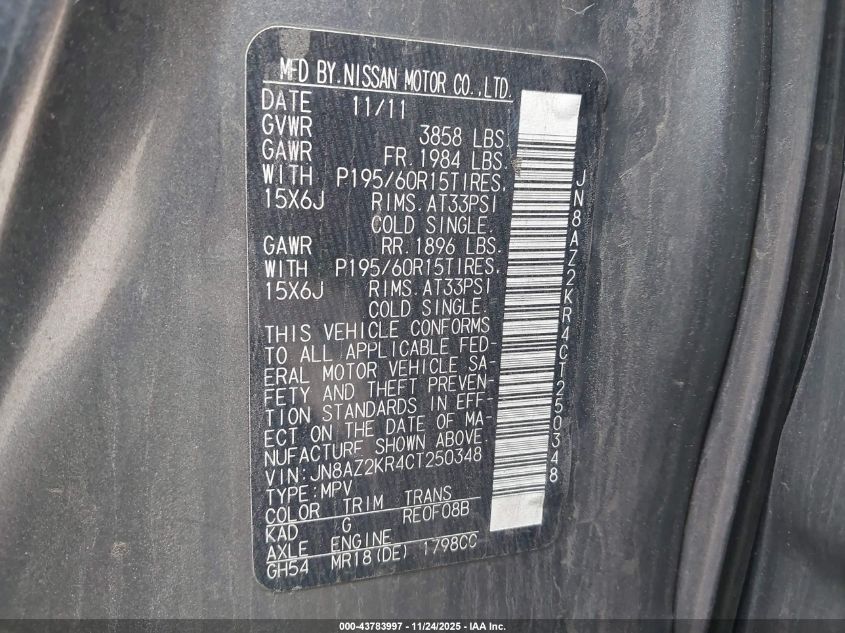 MFD BY.NISSAN MOTOR CO.,LTD.
DATE 11/11
GVWR 3858 LBS.
GAWR FR.1984 LBS.
WITH P195/60R15TIRES,
15X6J RIMS.AT33PSI
COLD SINGLE.
GAWR RR.1896 LBS.
WITH P195/60R15TIRES,
15X6J RIMS.AT33PSI
COLD SINGLE.
THIS VEHICLE CONFORMS
TO ALL APPLICABLE FED-
ERAL MOTOR VEHICLE SA-
FETY AND THEFT PREVEN-
TION STANDARDS IN EFF-
ECT ON THE DATE OF MA-
NUFACTURE SHOWN ABOVE.
VIN:JN8AZ2KR4CT250348
TYPE:MPV
COLOR TRIM TRANS
KAD G RE0F08B
AXLE ENGINE
GH54 MR18(DE) 1798CC
JN8AZ2KR4CT250348
000-43783997 - 11/24/2025 - IAA Inc.